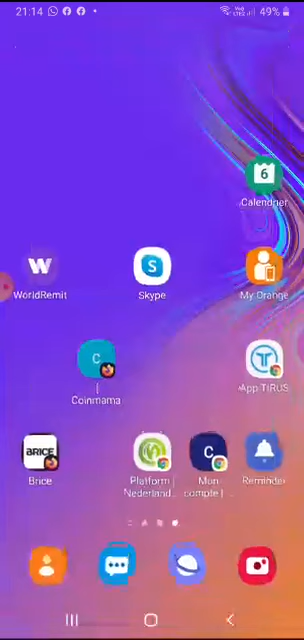 21:14
49%
6
Calendrier
W
S
WorldRemit
Skype
My Orange
C
|
Coinmama
App TIRUS
BRICE
C
Brice
Platform |
Nederland...
Mon
compte | ...
Reminder